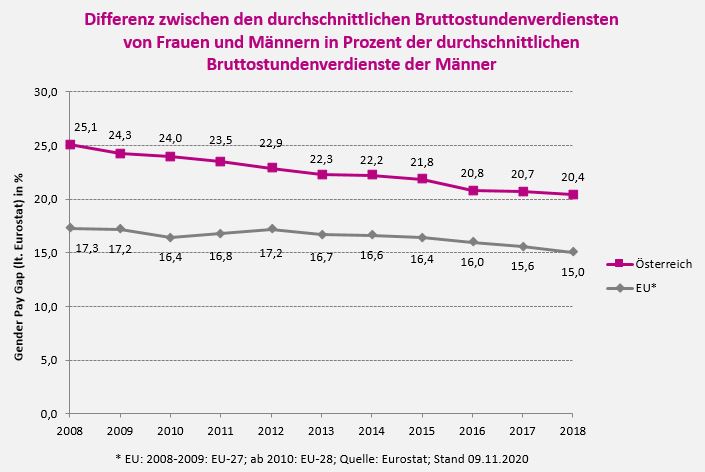 Differenz zwischen den durchschnittlichen Bruttostundenverdiensten
von Frauen und Männern in Prozent der durchschnittlichen
Bruttostundenverdienste der Männer
Gender Pay Gap (lt. Eurostat) in %
30,0
25,0
20,0
15,0
10,0
5,0
0,0
25,1 24,3 24,0 23,5 22,9 22,3 22,2 21,8 20,8 20,7 20,4
17,3 17,2 16,4 16,8 17,2 16,7 16,6 16,4 16,0 15,6 15,0
Österreich
EU*
2008 2009 2010 2011 2012 2013 2014 2015 2016 2017 2018
* EU: 2008-2009: EU-27; ab 2010: EU-28; Quelle: Eurostat; Stand 09.11.2020